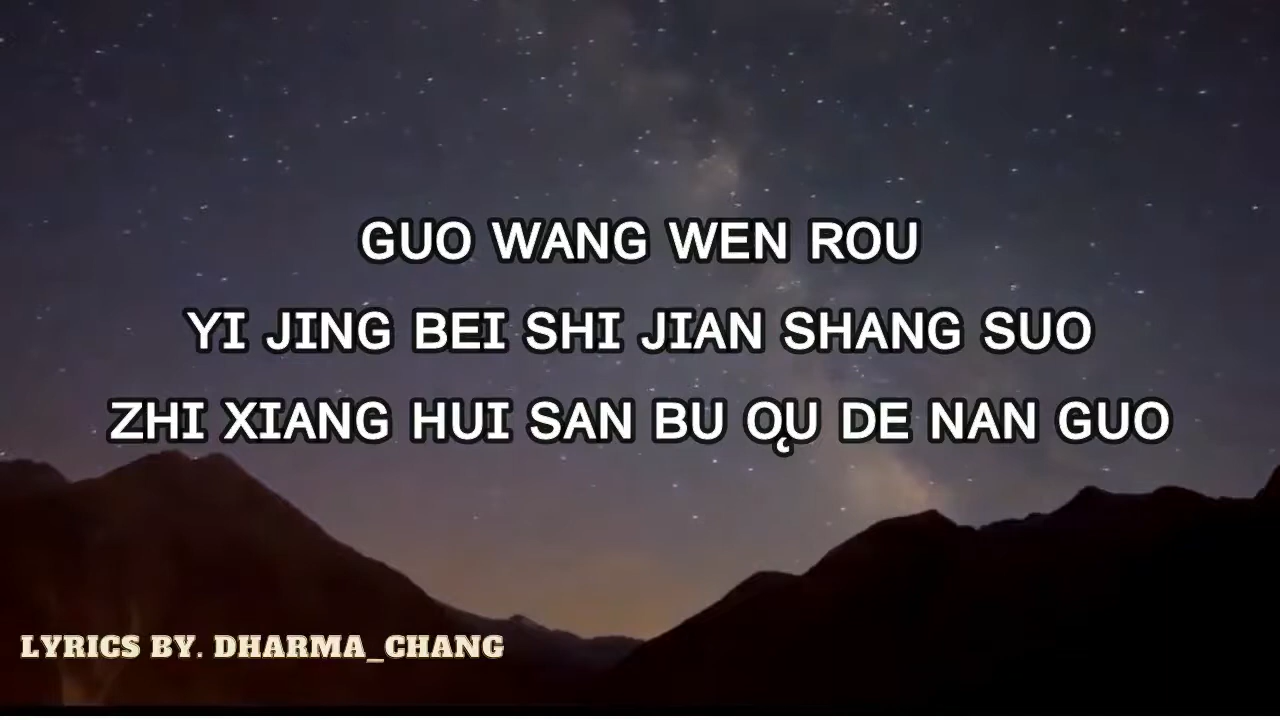 GUO WANG WEN ROU
YI JING BEI SHI JIAN SHANG SUO
ZHI XIANG HUI SAN BU QU DE NAN GUO
LYRICS BY. DHARMA_CHANG